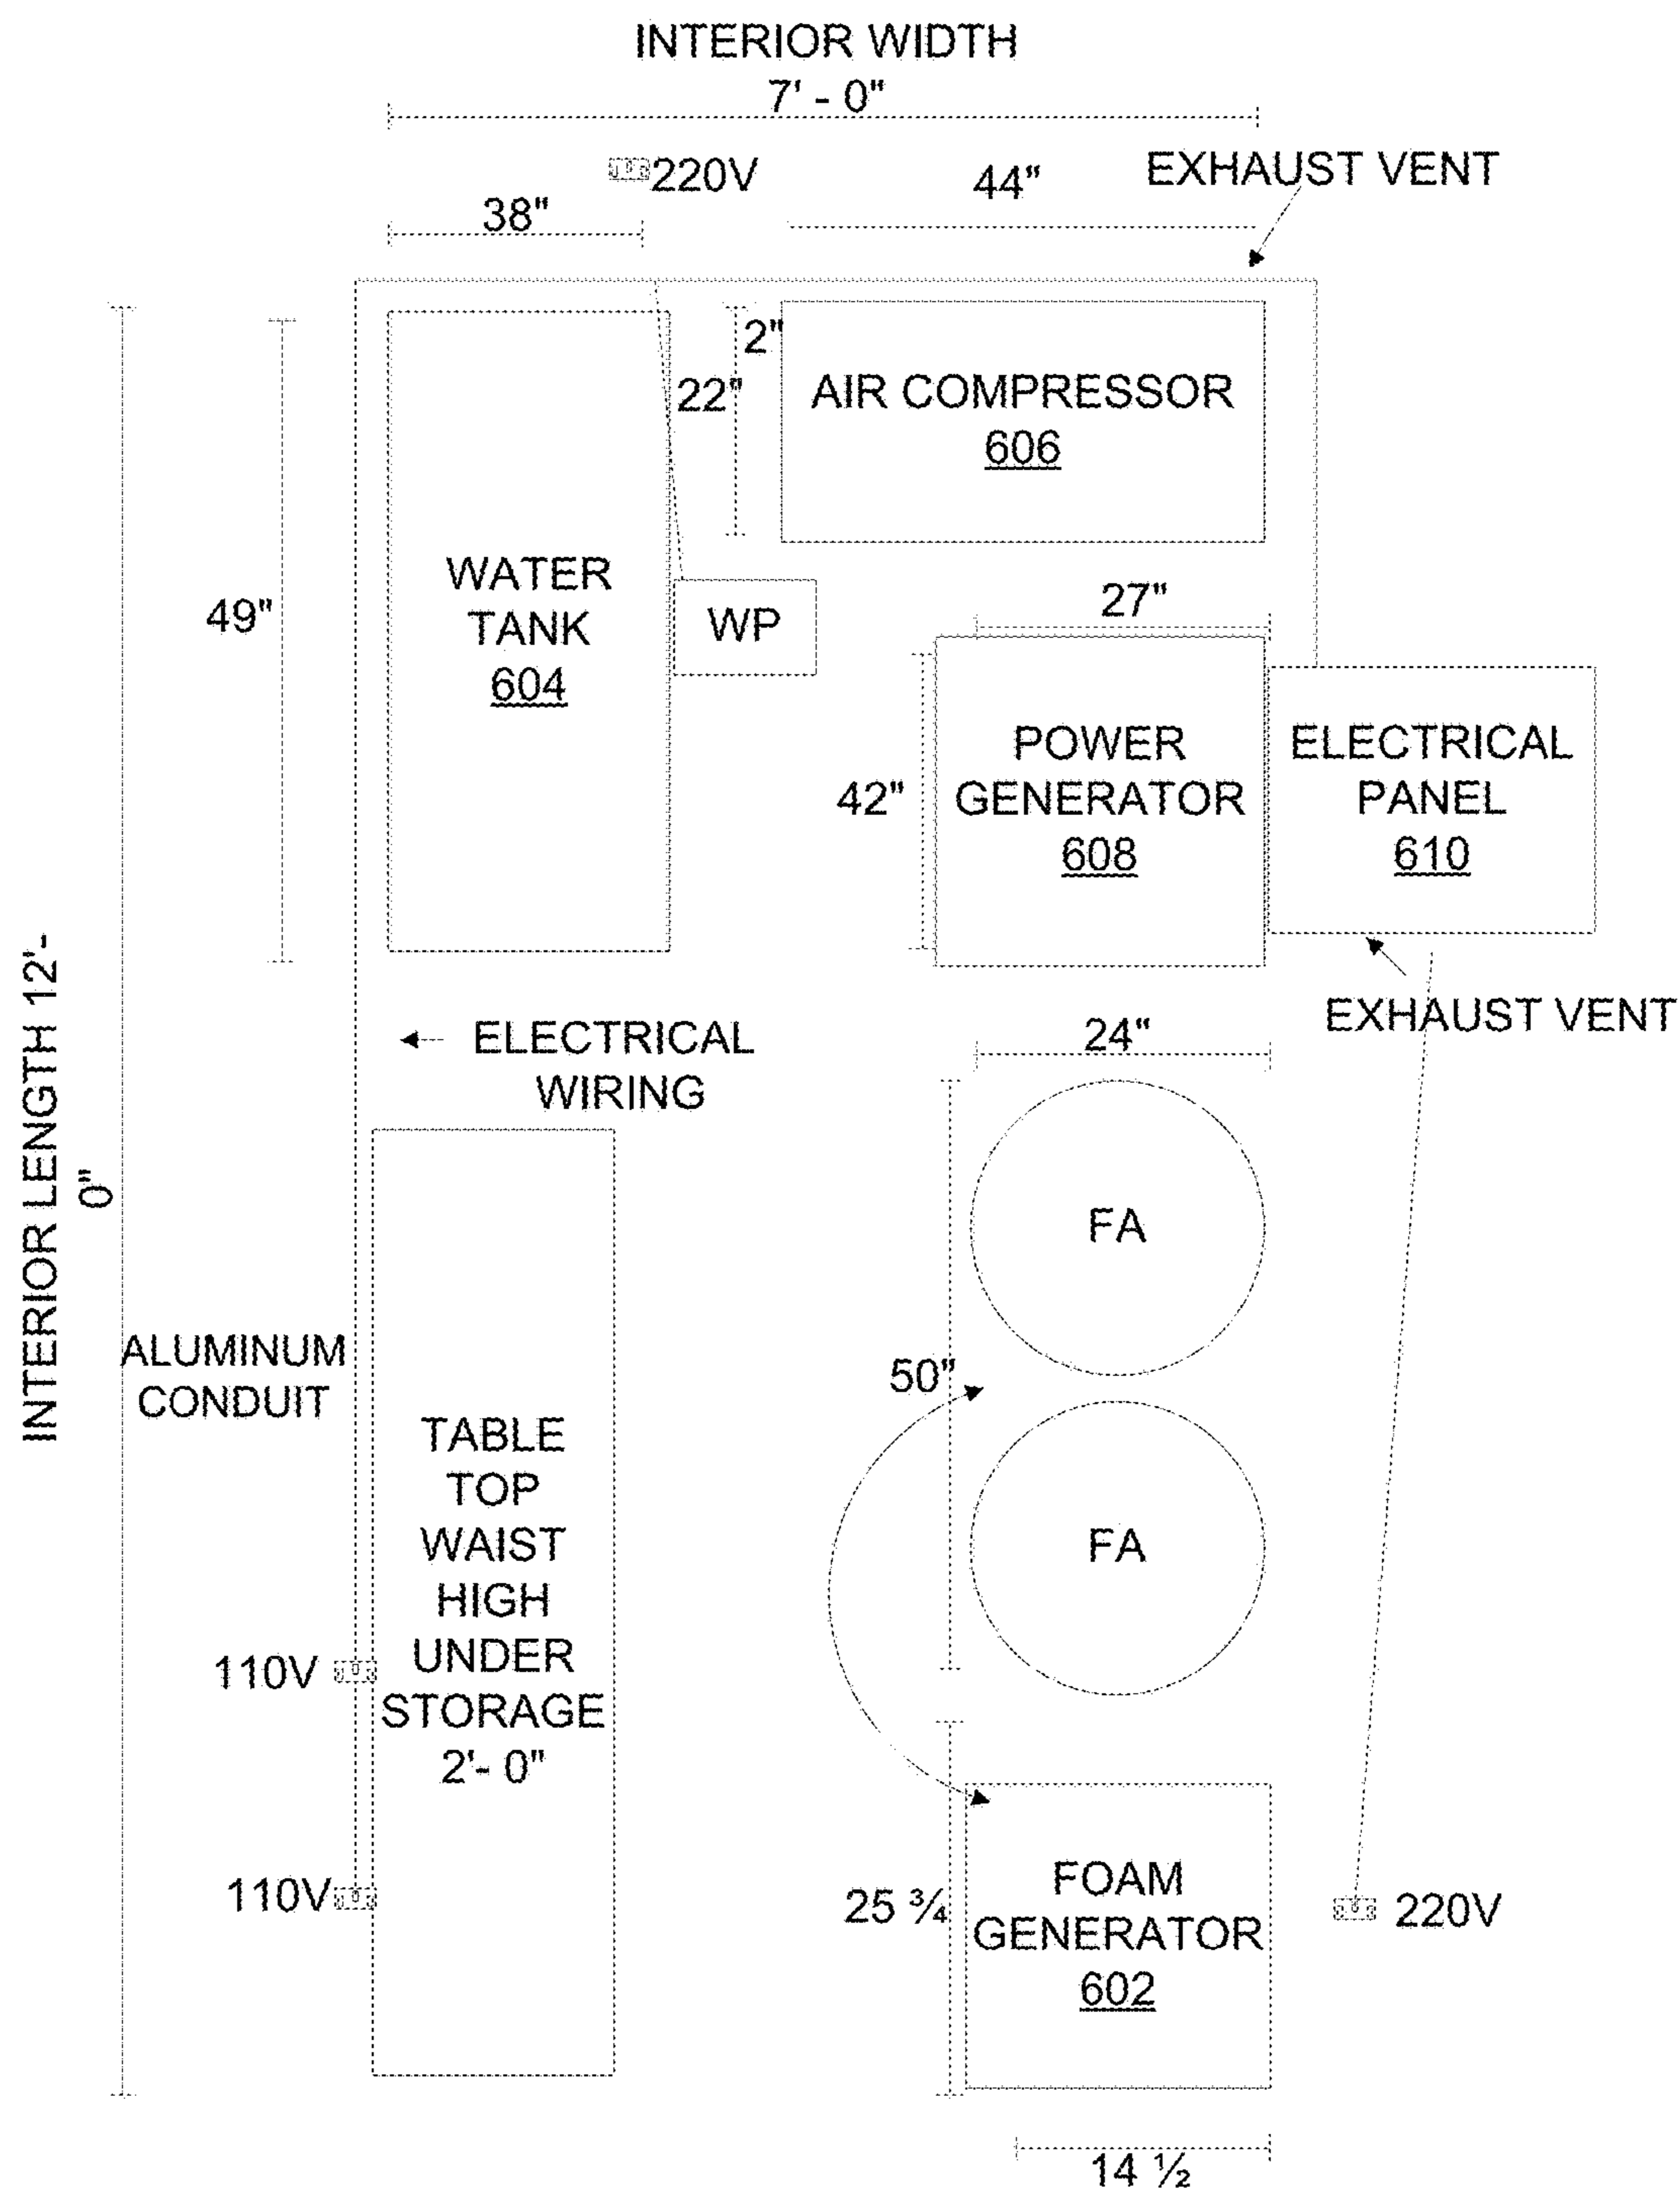 INTERIOR WIDTH
7' - 0"
220V
44"
EXHAUST VENT
38"
2"
22"
AIR COMPRESSOR
606
WATER
TANK
604
49"
WP
27"
POWER
GENERATOR
608
42"
ELECTRICAL
PANEL
610
EXHAUST VENT
INTERIOR LENGTH 12'-
0"
ELECTRICAL
WIRING
24"
FA
50"
FA
ALUMINUM
CONDUIT
TABLE
TOP
WAIST
HIGH
UNDER
STORAGE
2'- 0"
110V
110V
25 ¾
FOAM
GENERATOR
602
220V
14 ½